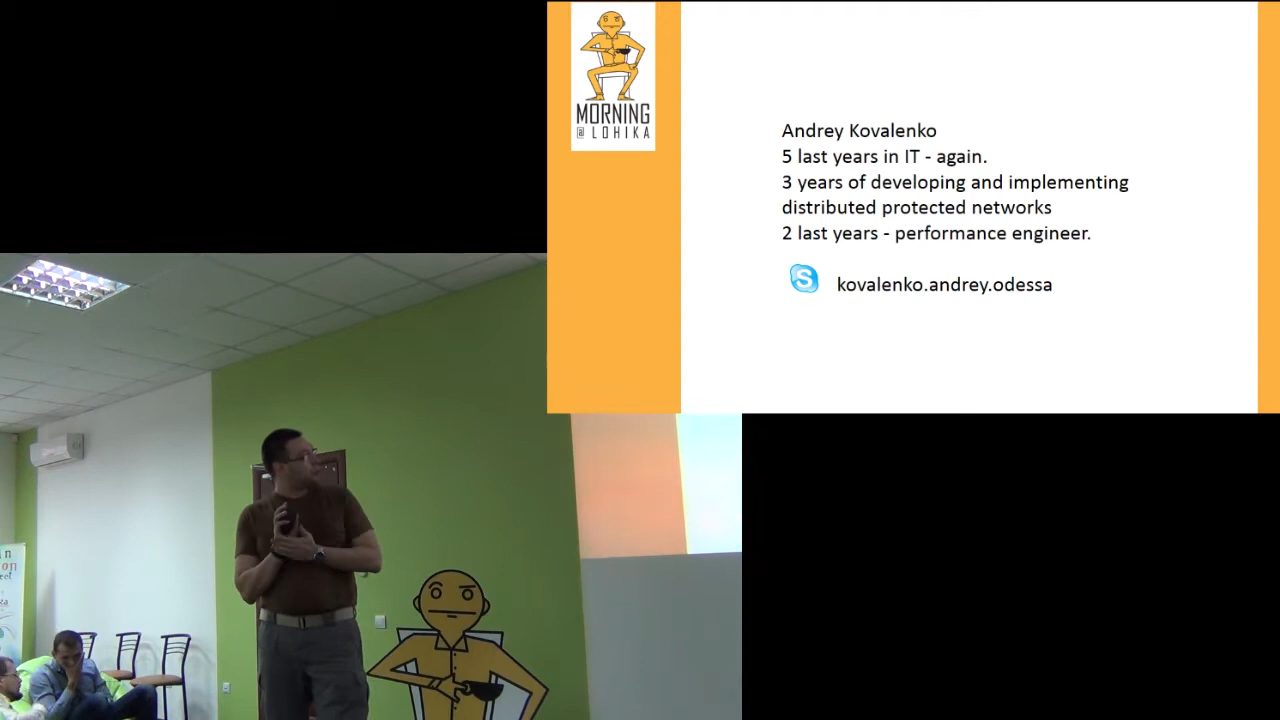 MORNING
@LOHIKA
Andrey Kovalenko
5 last years in IT - again.
3 years of developing and implementing
distributed protected networks
2 last years - performance engineer.
kovalenko.andrey.odessa